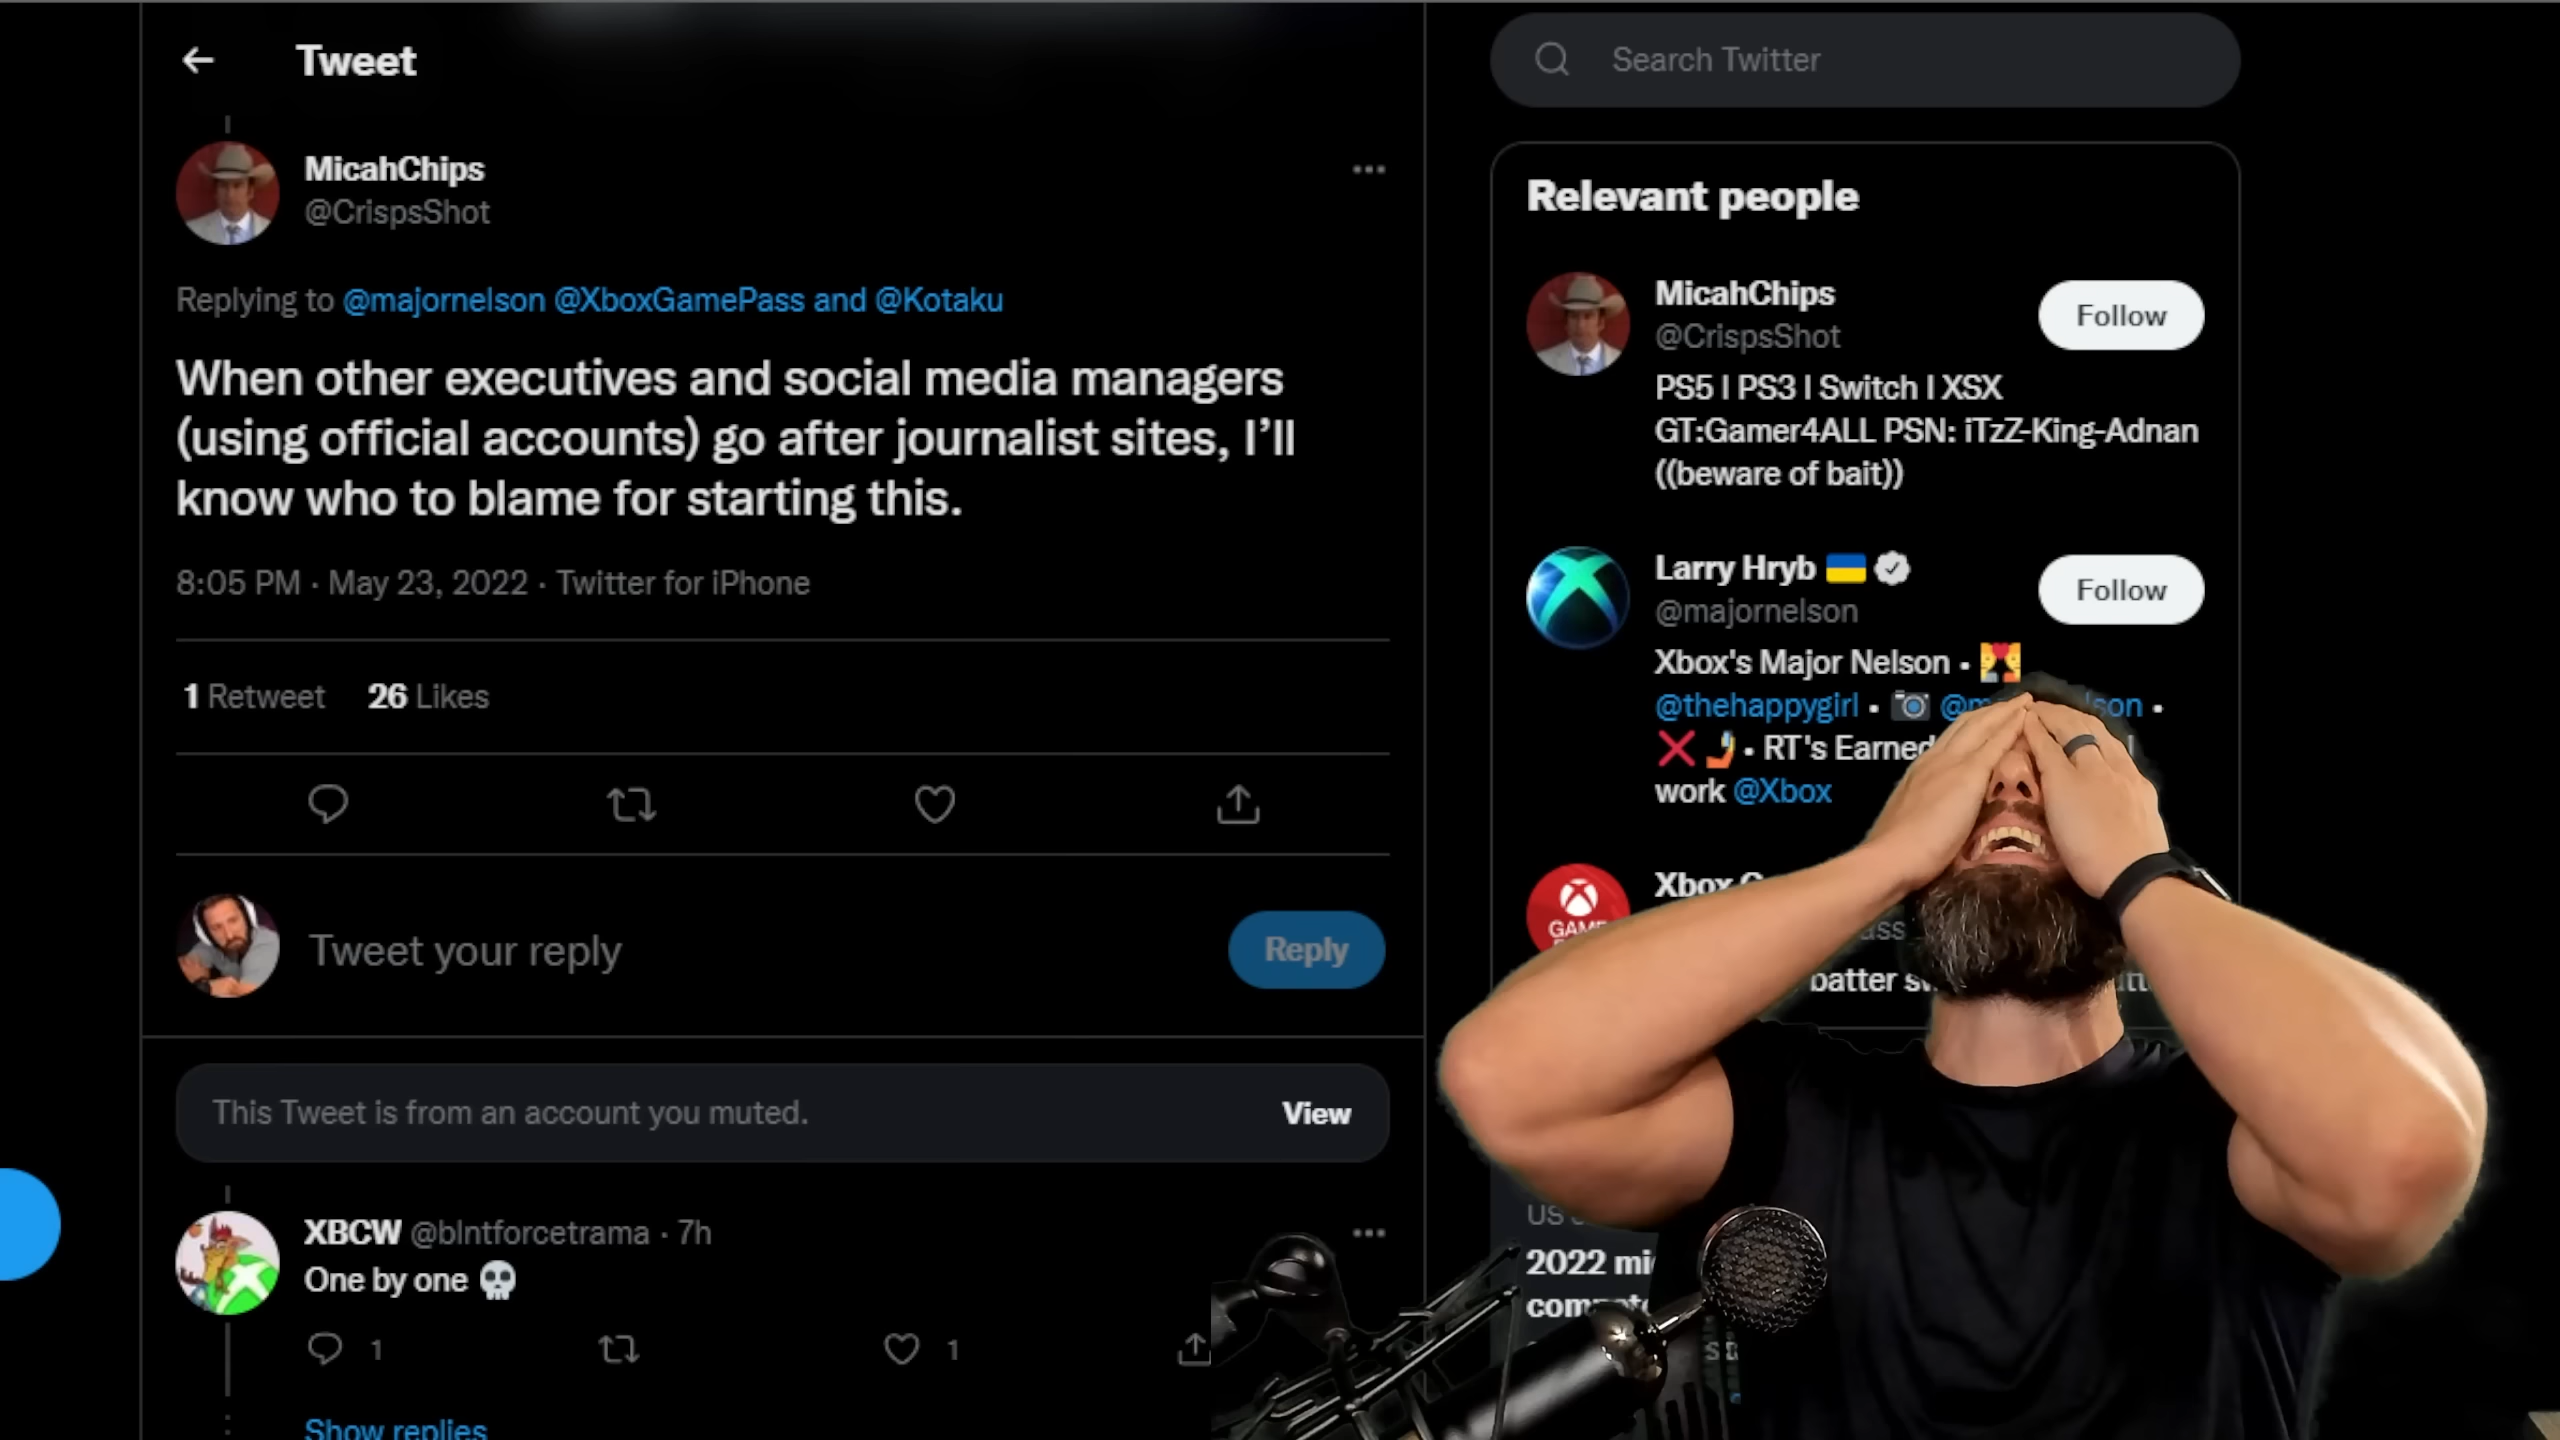 Tweet
MicahChips
@CrispsShot
Replying to @majornelson @XboxGamePass and @Kotaku
When other executives and social media managers
(using official accounts) go after journalist sites, I’ll
know who to blame for starting this.
8:05 PM · May 23, 2022 · Twitter for iPhone
1 Retweet 26 Likes
Tweet your reply
Reply
This Tweet is from an account you muted.
View
XBCW @blntforcetrama · 7h
One by one 💀
1 1
Show replies
Search Twitter
Relevant people
MicahChips
@CrispsShot
Follow
PS5 l PS3 l Switch l XSX
GT:Gamer4ALL PSN: iTzZ-King-Adnan
((beware of bait))
Larry Hryb 🇺🇦
@majornelson
Follow
Xbox's Major Nelson •
@thehappygirl • 📷
❌ 🤳 • RT's Earned
work @Xbox
Xbox
GAME
batter
US
2022